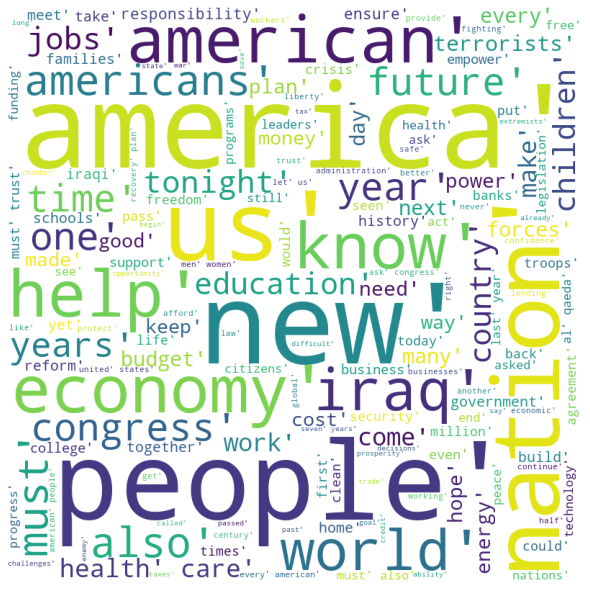 meet' take' responsibility' ensure' workers' every' provide' long'
families' crisis' empower' fighting' free'
jobs' american' terrorists'
funding' americans' plan' state' war' save' future' put' extremists'
america' liberty' tax' leaders' health' children'
programs' money' day' ask' safe' make' legislation'
chamber' recovery plan' trust' administration' better'
must' trust' iraqi' tonight' let' us' year' power' banks' already'
time' freedom' still' seen' next' never'
schools' pass' history' act' forces' confidence'
one' good' us' would' know' country' troops'
made' begin' support' men' women' ask' congress' last year' al' qaeda'
see' opportunity' education' need' right' lending'
help' afford' new' way' back' agreement'
yet' keep' protect' today' asked'
years' like' life' law' difficult' many' nation'
reform' united' states' budget' citizens' business' businesses' another' government'
economy' global' iraq' say' economic'
congress' cost' security' end' build'
college' together' work' seven' years' come' million' peace' continue'
must' people' get' first' clean' decisions' prosperity' even' hope' energy' technology'
progress' american' people' also' called' passed' home' trade' working' half'
challenges' enemy' times' century' past' goal' credit' world' could'
health' care' taxes' every' american' must' also' ability' nations'